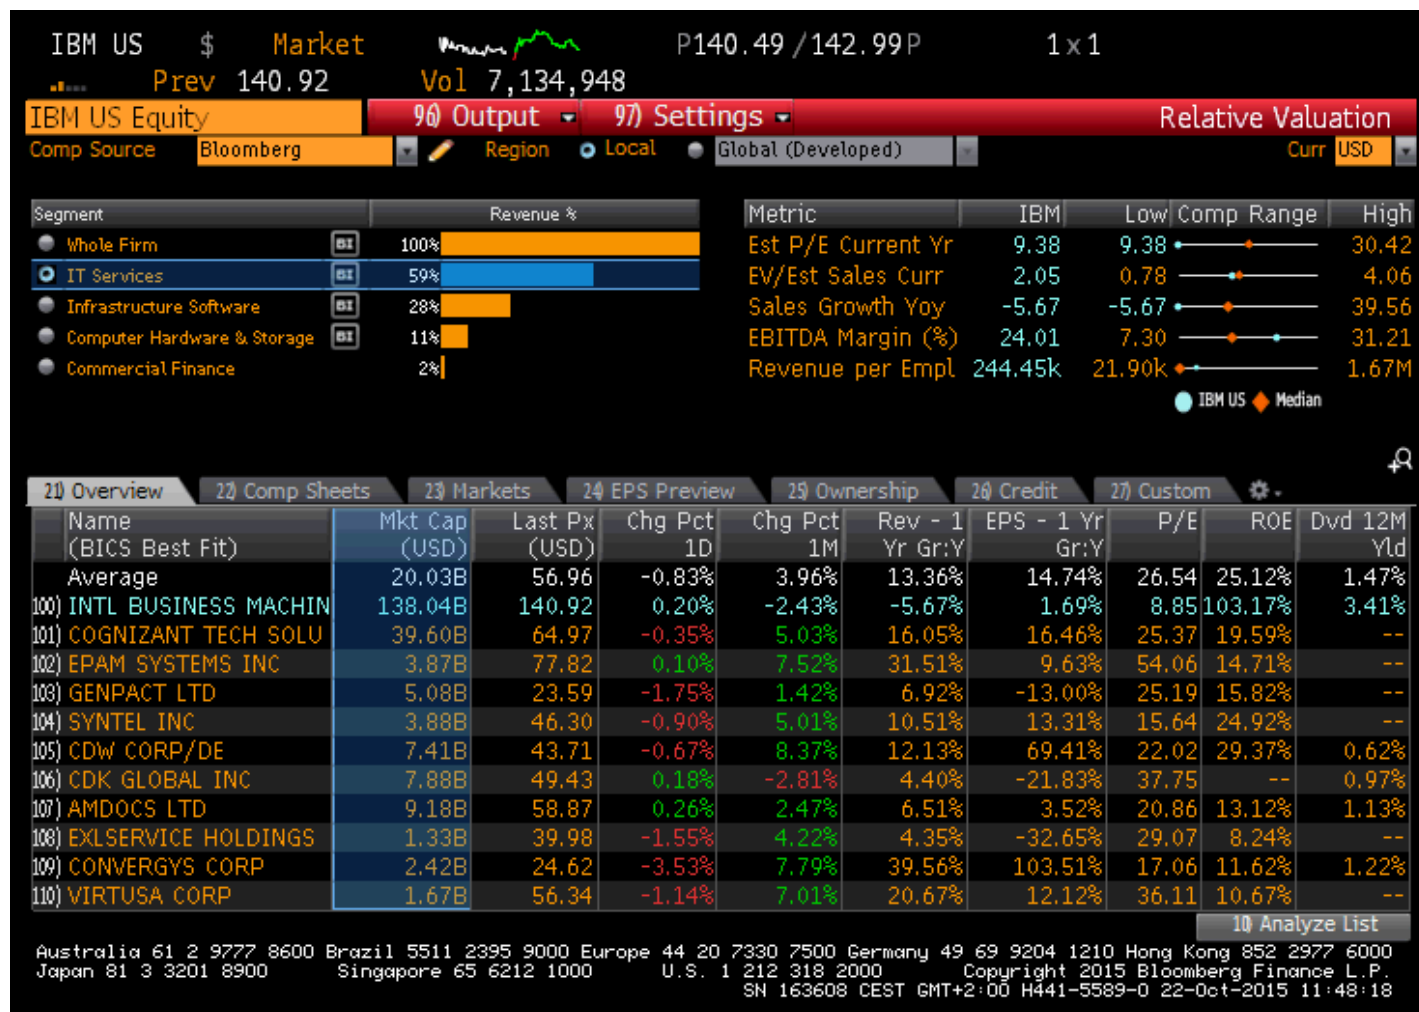 IBM US $ Market P140.49 / 142.99P 1 x 1
Prev 140.92 Vol 7,134,948
IBM US Equity 96) Output 97) Settings Relative Valuation
Comp Source Bloomberg Region Local Global (Developed) Curr USD
Segment Revenue %
Whole Firm BI 100%
IT Services BI 59%
Infrastructure Software BI 28%
Computer Hardware & Storage BI 11%
Commercial Finance 2%
Metric IBM Low Comp Range High
Est P/E Current Yr 9.38 9.38 30.42
EV/Est Sales Curr 2.05 0.78 4.06
Sales Growth Yoy -5.67 -5.67 39.56
EBITDA Margin (%) 24.01 7.30 31.21
Revenue per Empl 244.45k 21.90k 1.67M
IBM US Median
21) Overview 22) Comp Sheets 23) Markets 24) EPS Preview 25) Ownership 26) Credit 27) Custom
Name Mkt Cap Last Px Chg Pct Chg Pct Rev - 1 EPS - 1 Yr P/E ROE Dvd 12M
(BICS Best Fit) (USD) (USD) 1D 1M Yr Gr:Y Gr:Y Yld
Average 20.03B 56.96 -0.83% 3.96% 13.36% 14.74% 26.54 25.12% 1.47%
100) INTL BUSINESS MACHIN 138.04B 140.92 0.20% -2.43% -5.67% 1.69% 8.85 103.17% 3.41%
101) COGNIZANT TECH SOLU 39.60B 64.97 -0.35% 5.03% 16.05% 16.46% 25.37 19.59% --
102) EPAM SYSTEMS INC 3.87B 77.82 0.10% 7.52% 31.51% 9.63% 54.06 14.71% --
103) GENPACT LTD 5.08B 23.59 -1.75% 1.42% 6.92% -13.00% 25.19 15.82% --
104) SYNTEL INC 3.88B 46.30 -0.90% 5.01% 10.51% 13.31% 15.64 24.92% --
105) CDW CORP/DE 7.41B 43.71 -0.67% 8.37% 12.13% 69.41% 22.02 29.37% 0.62%
106) CDK GLOBAL INC 7.88B 49.43 0.18% -2.81% 4.40% -21.83% 37.75 -- 0.97%
107) AMDOCS LTD 9.18B 58.87 0.26% 2.47% 6.51% 3.52% 20.86 13.12% 1.13%
108) EXLSERVICE HOLDINGS 1.33B 39.98 -1.55% 4.22% 4.35% -32.65% 29.07 8.24% --
109) CONVERGYS CORP 2.42B 24.62 -3.53% 7.79% 39.56% 103.51% 17.06 11.62% 1.22%
110) VIRTUSA CORP 1.67B 56.34 -1.14% 7.01% 20.67% 12.12% 36.11 10.67% --
10) Analyze List
Australia 61 2 9777 8600 Brazil 5511 2395 9000 Europe 44 20 7330 7500 Germany 49 69 9204 1210 Hong Kong 852 2977 6000
Japan 81 3 3201 8900 Singapore 65 6212 1000 U.S. 1 212 318 2000 Copyright 2015 Bloomberg Finance L.P.
SN 163608 CEST GMT+2:00 H441-5589-0 22-Oct-2015 11:48:18